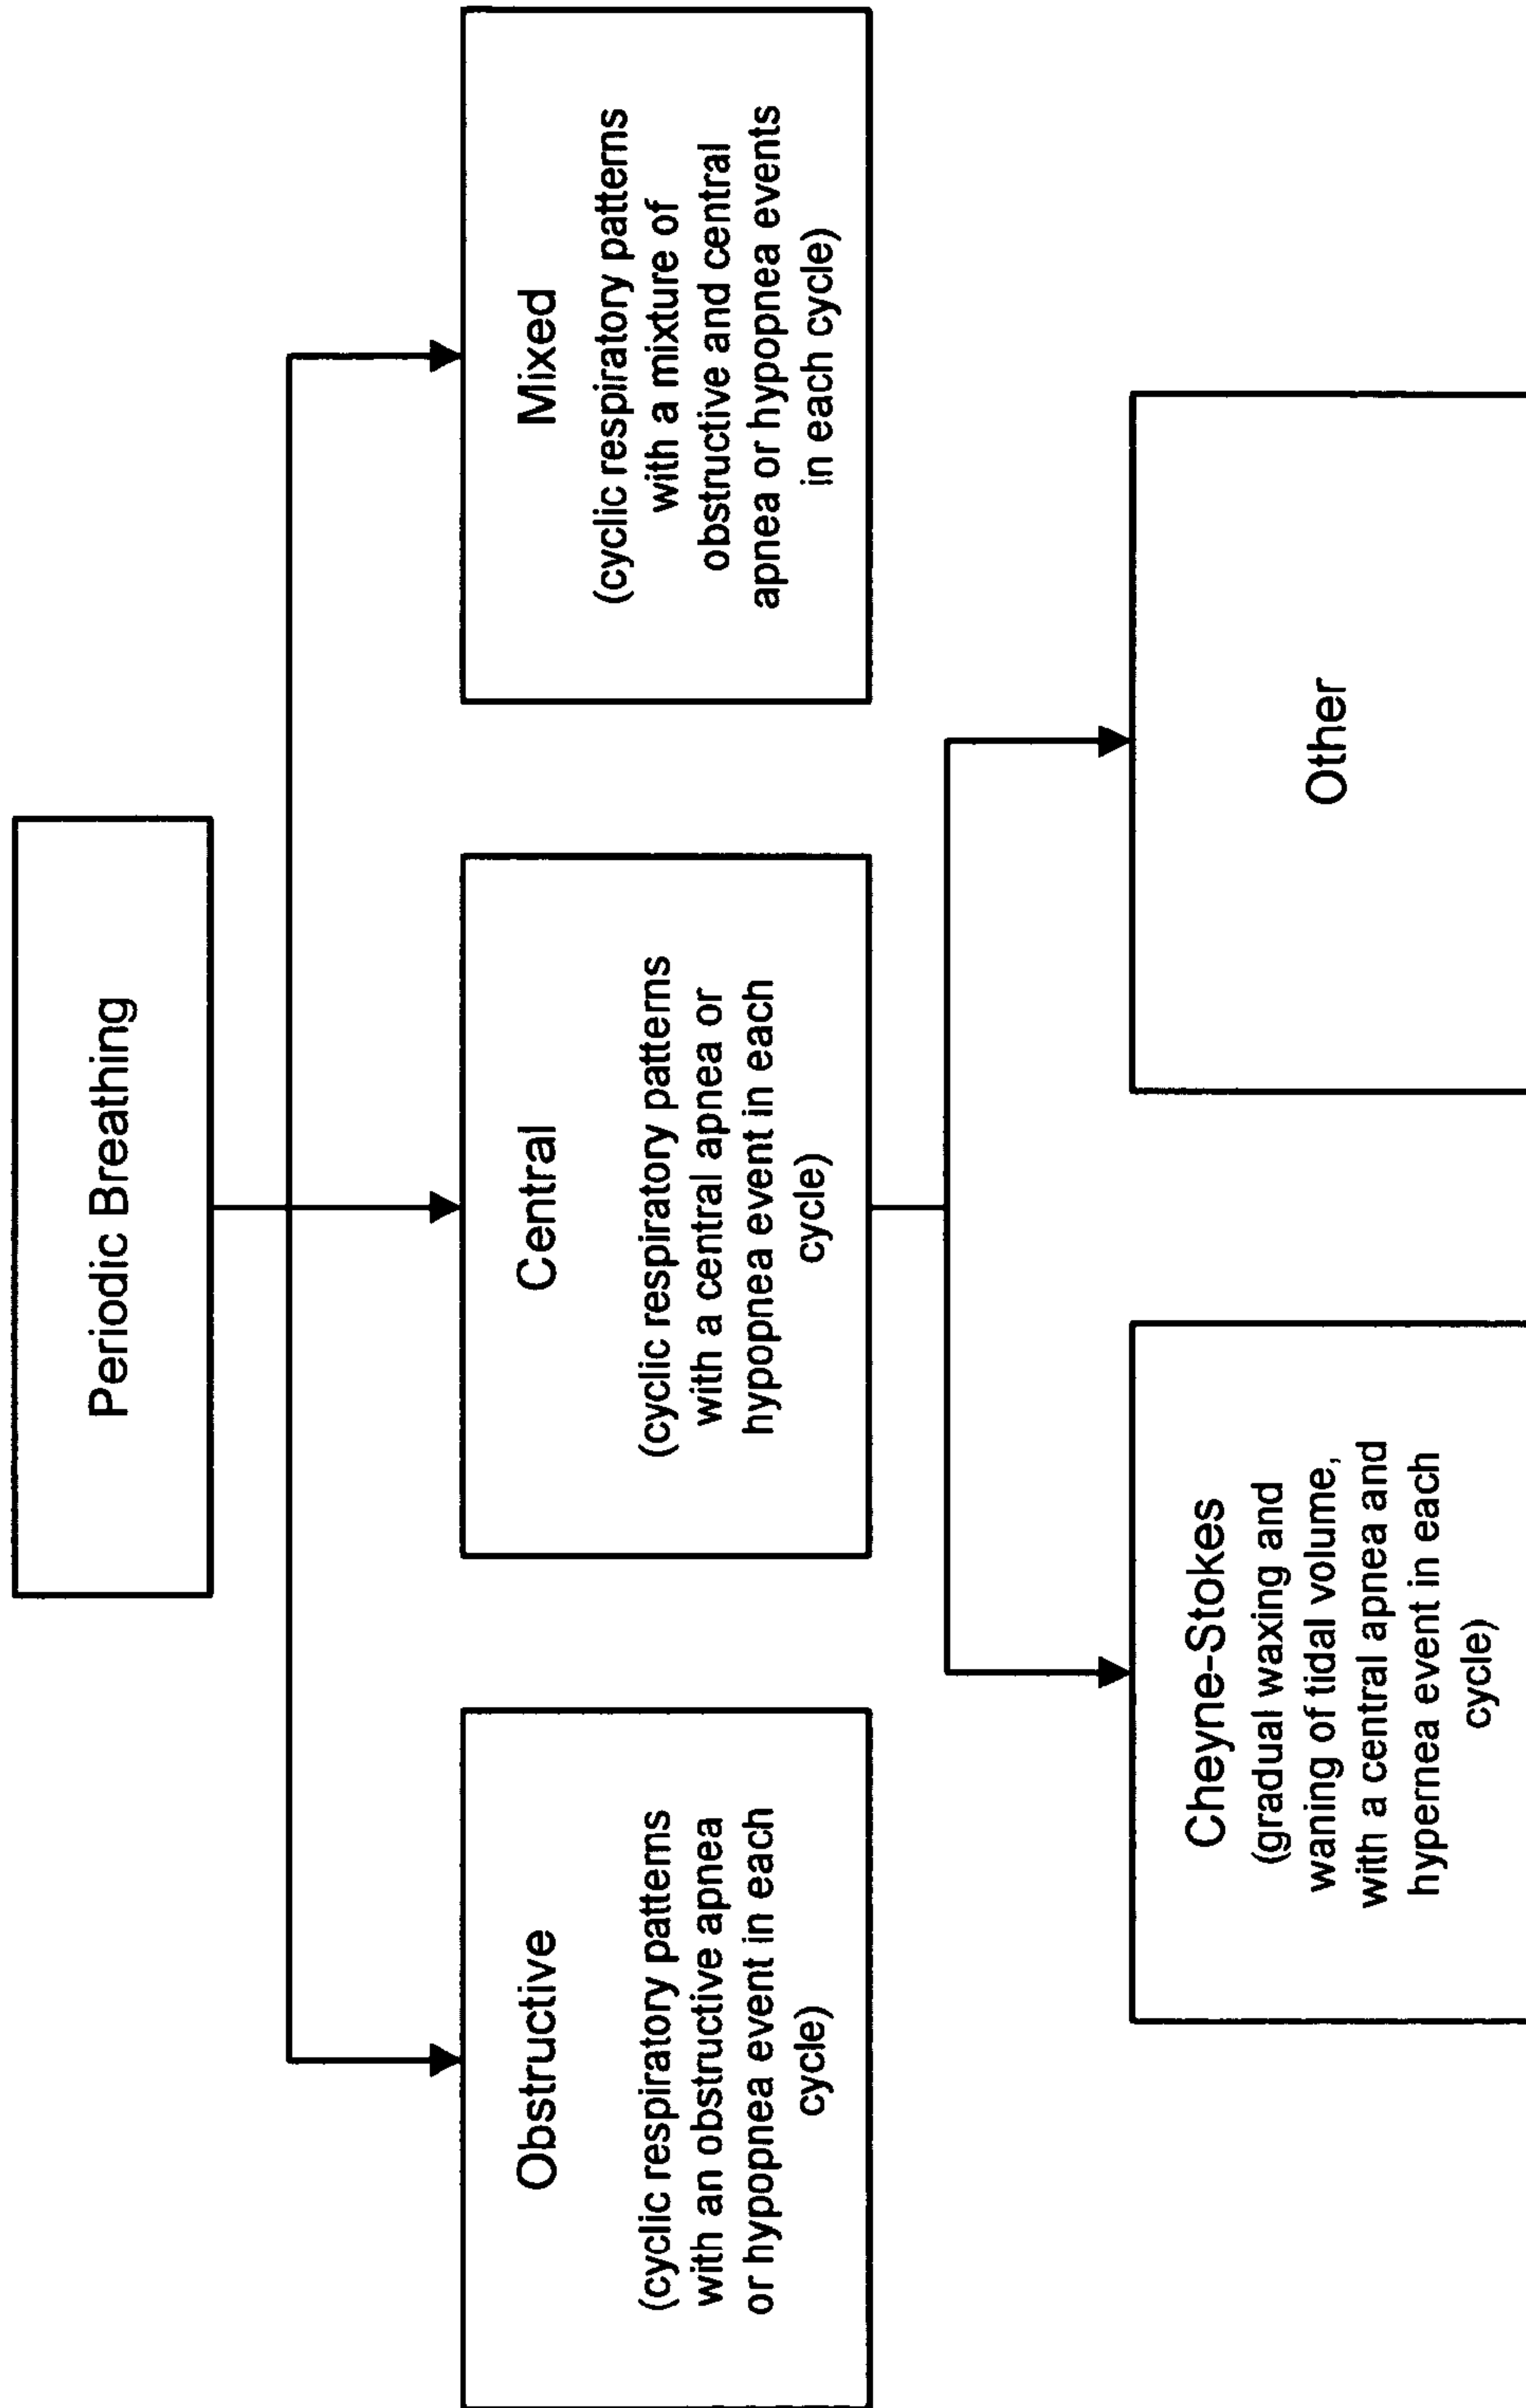 Periodic Breathing
Obstructive
(cyclic respiratory patterns
with an obstructive apnea
or hypopnea event in each
cycle)
Central
(cyclic respiratory patterns
with a central apnea or
hypopnea event in each
cycle)
Mixed
(cyclic respiratory patterns
with a mixture of
obstructive and central
apnea or hypopnea events
in each cycle)
Cheyne-Stokes
(gradual waxing and
waning of tidal volume,
with a central apnea and
hypernea event in each
cycle)
Other